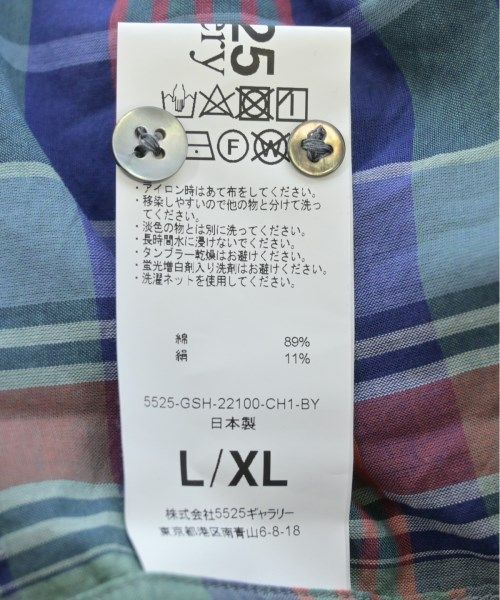 25
ery
F W
・アイロン時はあて布をしてください。
・移染しやすいので他の物と分けて洗っ
てください。
・淡色の物とは別に洗ってください。
・長時間水に浸けないでください。
・タンブラー乾燥はお避けください。
・蛍光増白剤入り洗剤はお避けください。
・洗濯ネットを使用してください。
綿 89%
絹 11%
5525-GSH-22100-CH1-BY
日本製
L/XL
株式会社5525ギャラリー
東京都港区南青山6-8-18